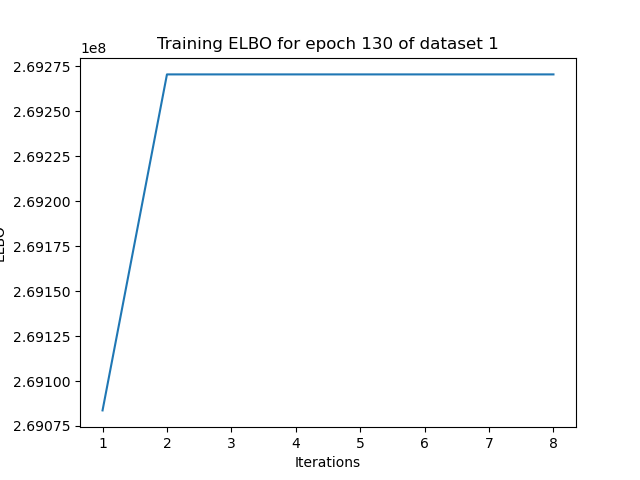 Training ELBO for epoch 130 of dataset 1
1e8
2.69275
2.69250
2.69225
2.69200
2.69175
2.69150
2.69125
2.69100
2.69075
ELBO
1 2 3 4 5 6 7 8
Iterations